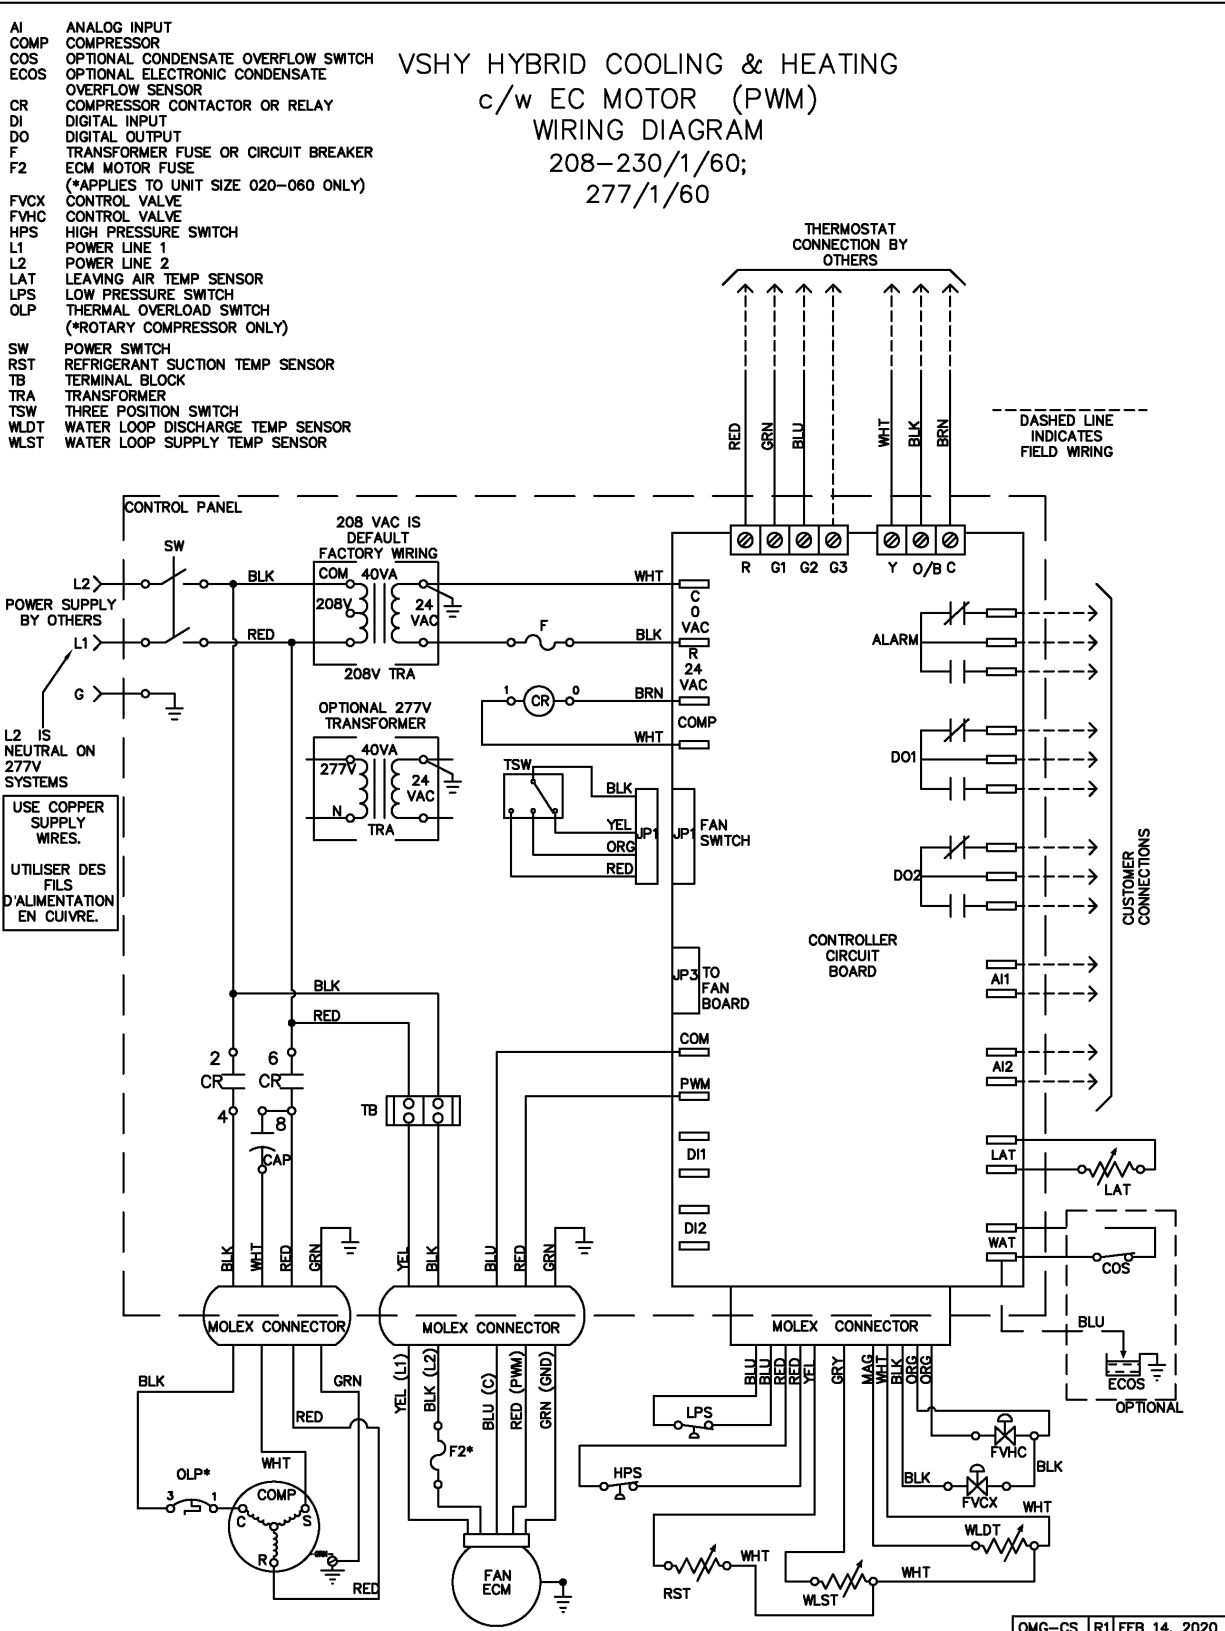 AI ANALOG INPUT
COMP COMPRESSOR
COS OPTIONAL CONDENSATE OVERFLOW SWITCH
ECOS OPTIONAL ELECTRONIC CONDENSATE
OVERFLOW SENSOR
CR COMPRESSOR CONTACTOR OR RELAY
DI DIGITAL INPUT
DO DIGITAL OUTPUT
F TRANSFORMER FUSE OR CIRCUIT BREAKER
F2 ECM MOTOR FUSE
(*APPLIES TO UNIT SIZE 020-060 ONLY)
FVCX CONTROL VALVE
FVHC CONTROL VALVE
HPS HIGH PRESSURE SWITCH
L1 POWER LINE 1
L2 POWER LINE 2
LAT LEAVING AIR TEMP SENSOR
LPS LOW PRESSURE SWITCH
OLP THERMAL OVERLOAD SWITCH
(*ROTARY COMPRESSOR ONLY)
SW POWER SWITCH
RST REFRIGERANT SUCTION TEMP SENSOR
TB TERMINAL BLOCK
TRA TRANSFORMER
TSW THREE POSITION SWITCH
WLDT WATER LOOP DISCHARGE TEMP SENSOR
WLST WATER LOOP SUPPLY TEMP SENSOR
VSHY HYBRID COOLING & HEATING
c/w EC MOTOR (PWM)
WIRING DIAGRAM
208-230/1/60;
277/1/60
THERMOSTAT
CONNECTION BY
OTHERS
RED GRN BLU WHT BLK BRN
DASHED LINE
INDICATES
FIELD WIRING
CONTROL PANEL
SW
208 VAC IS
DEFAULT
FACTORY WIRING
R G1 G2 G3 Y O/B C
L2 BLK COM 40VA WHT
POWER SUPPLY
BY OTHERS
208V 24
VAC
C
0
VAC
L1 RED F BLK
R
24
VAC
208V TRA
ALARM
G
1 CR 0 BRN
COMP
WHT
OPTIONAL 277V
TRANSFORMER
40VA
277V 24
VAC
N
TRA
L2 IS
NEUTRAL ON
277V
SYSTEMS
USE COPPER
SUPPLY
WIRES.
UTILISER DES
FILS
D'ALIMENTATION
EN CUIVRE.
TSW
BLK
YEL
ORG
RED
JP1 JP1 FAN
SWITCH
DO1
DO2
CUSTOMER
CONNECTIONS
CONTROLLER
CIRCUIT
BOARD
JP3 TO
FAN
BOARD
AI1
AI2
BLK
RED
COM
PWM
2 6
CR CR
4 8
CAP
TB
DI1
DI2
LAT LAT
WAT COS
BLK WHT RED GRN YEL BLK BLU RED GRN
MOLEX CONNECTOR MOLEX CONNECTOR MOLEX CONNECTOR
BLU
ECOS
OPTIONAL
YEL (L1) BLK (L2) BLU (C) RED (PWM) GRN (GND)
BLU BLU RED RED YEL GRY MAG WHT BLK ORG ORG
BLK GRN
RED
WHT
LPS
F2*
HPS
FVHC
BLK BLK
FVCX
OLP*
3 1
COMP
C S
R
GRN
RED
FAN
ECM
WHT
WLDT
WHT
RST
WLST
WHT
OMG-CS R1 FEB 14, 2020